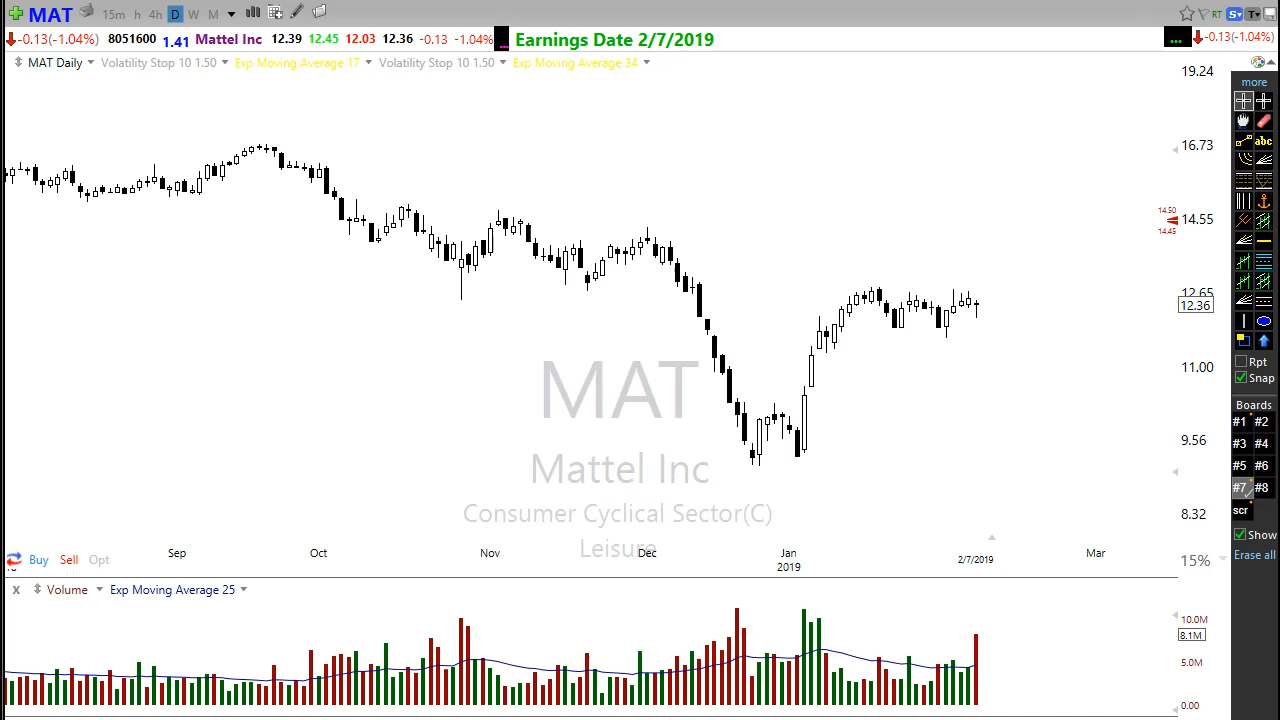 MAT 15m h 4h D W M RT S T
-0.13(-1.04%) 8051600 1.41 Mattel Inc 12.39 12.45 12.03 12.36 -0.13 -1.04% ... Earnings Date 2/7/2019 ... -0.13(-1.04%)
MAT Daily Volatility Stop 10 1.50 Exp Moving Average 17 Volatility Stop 10 1.50 Exp Moving Average 34
19.24
more
abc
16.73
14.50
14.55
14.45
12.65
12.36
Rpt
Snap
11.00
MAT
Boards
#1 #2
9.56
#3 #4
Mattel Inc
#5 #6
#7 #8
Consumer Cyclical Sector(C)
8.32
scr
Leisure
Show
Sep Oct Nov Dec Jan 2/7/2019 Mar
2019
Buy Sell Opt
15%
Erase all
X Volume Exp Moving Average 25
10.0M
8.1M
5.0M
0.00